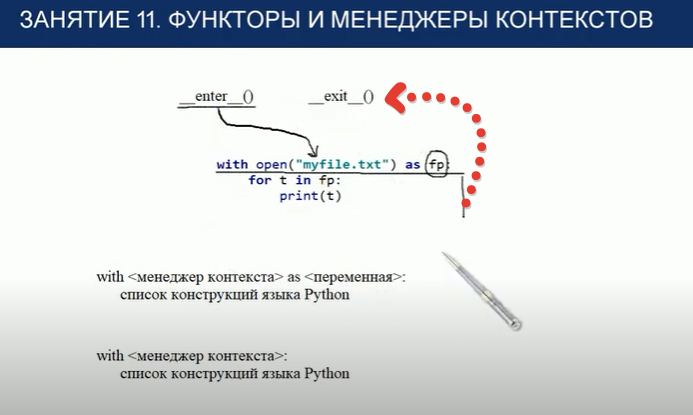 ЗАНЯТИЕ 11. ФУНКТОРЫ И МЕНЕДЖЕРЫ КОНТЕКСТОВ
__enter__() __exit__()
with open("myfile.txt") as fp:
for t in fp:
print(t)
with <менеджер контекста> as <переменная>:
список конструкций языка Python
with <менеджер контекста>:
список конструкций языка Python